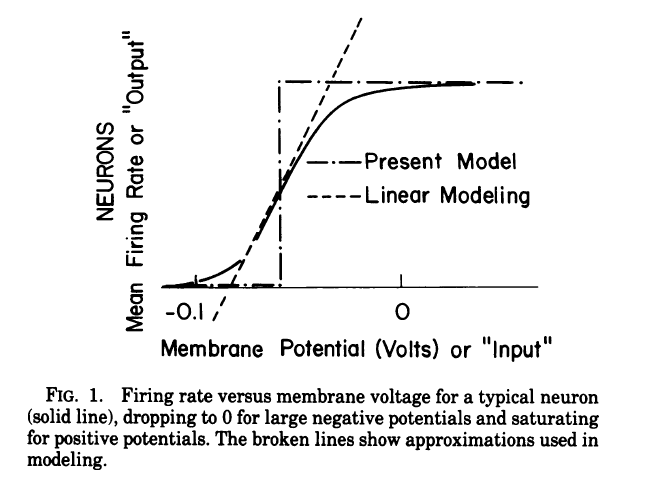 NEURONS
Mean Firing Rate or "Output"
Present Model
Linear Modeling
-0.1
0
Membrane Potential (Volts) or "Input"
FIG. 1. Firing rate versus membrane voltage for a typical neuron
(solid line), dropping to 0 for large negative potentials and saturating
for positive potentials. The broken lines show approximations used in
modeling.